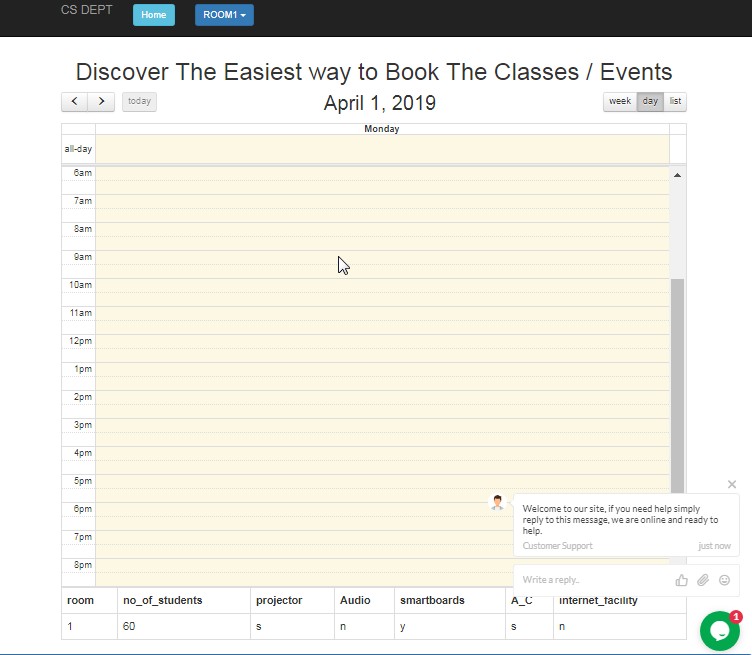 CS DEPT Home ROOM1
Discover The Easiest way to Book The Classes / Events
today April 1, 2019 week day list
Monday
all-day
6am
7am
8am
9am
10am
11am
12pm
1pm
2pm
3pm
4pm
5pm
6pm
7pm
8pm
Welcome to our site, if you need help simply
reply to this message, we are online and ready to
help.
Customer Support just now
Write a reply..
room no_of_students projector Audio smartboards A_C internet_facility
1 60 s n y s n
1